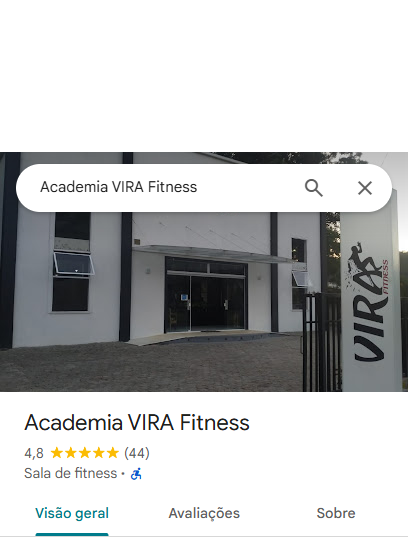 Academia VIRA Fitness
VIRA
FITNESS
Academia VIRA Fitness
4,8 (44)
Sala de fitness ·
Visão geral Avaliações Sobre